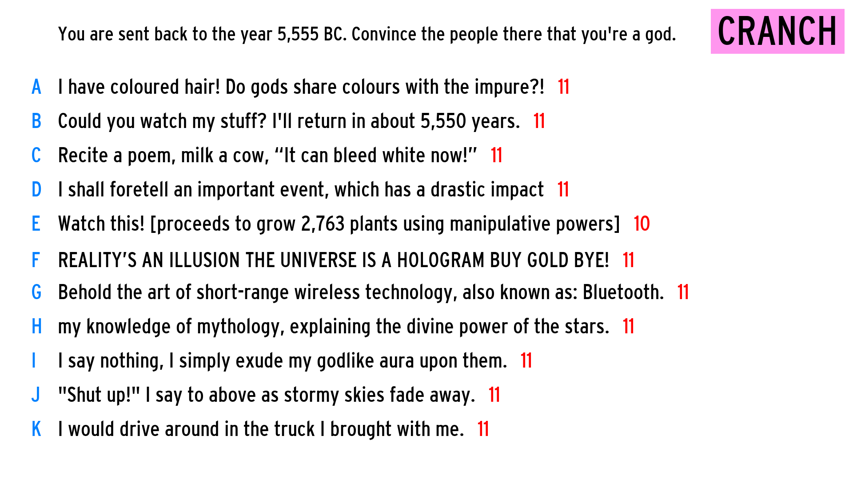 You are sent back to the year 5,555 BC. Convince the people there that you're a god.
CRANCH
A I have coloured hair! Do gods share colours with the impure?! 11
B Could you watch my stuff? I'll return in about 5,550 years. 11
C Recite a poem, milk a cow, “It can bleed white now!” 11
D I shall foretell an important event, which has a drastic impact 11
E Watch this! [proceeds to grow 2,763 plants using manipulative powers] 10
F REALITY’S AN ILLUSION THE UNIVERSE IS A HOLOGRAM BUY GOLD BYE! 11
G Behold the art of short-range wireless technology, also known as: Bluetooth. 11
H my knowledge of mythology, explaining the divine power of the stars. 11
I I say nothing, I simply exude my godlike aura upon them. 11
J "Shut up!" I say to above as stormy skies fade away. 11
K I would drive around in the truck I brought with me. 11